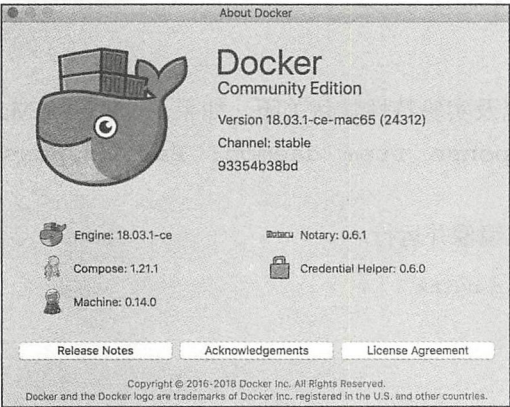 About Docker
Docker
Community Edition
Version 18.03.1-ce-mac65 (24312)
Channel: stable
93354b38bd
Engine: 18.03.1-ce
Notary: 0.6.1
Compose: 1.21.1
Credential Helper: 0.6.0
Machine: 0.14.0
Release Notes
Acknowledgements
License Agreement
Copyright © 2016-2018 Docker Inc. All Rights Reserved.
Docker and the Docker logo are trademarks of Docker Inc. registered in the U.S. and other countries.